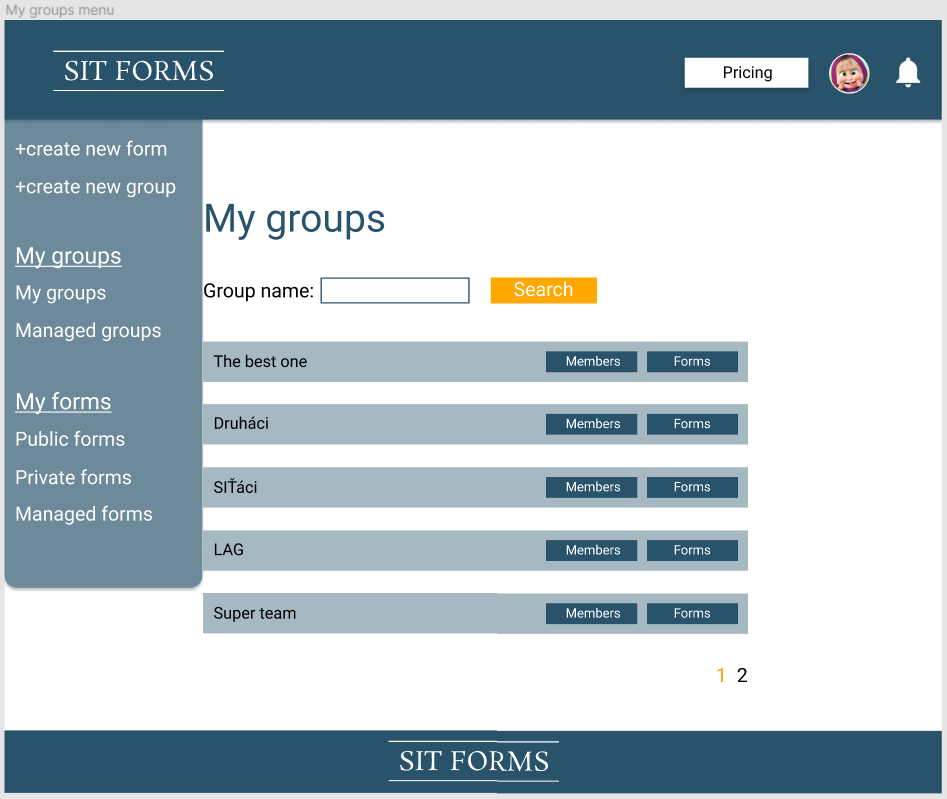 My groups menu
SIT FORMS
Pricing
+create new form
+create new group
My groups
My groups
Managed groups
My forms
Public forms
Private forms
Managed forms
My groups
Group name: Search
The best one Members Forms
Druháci Members Forms
SIŤáci Members Forms
LAG Members Forms
Super team Members Forms
1 2
SIT FORMS